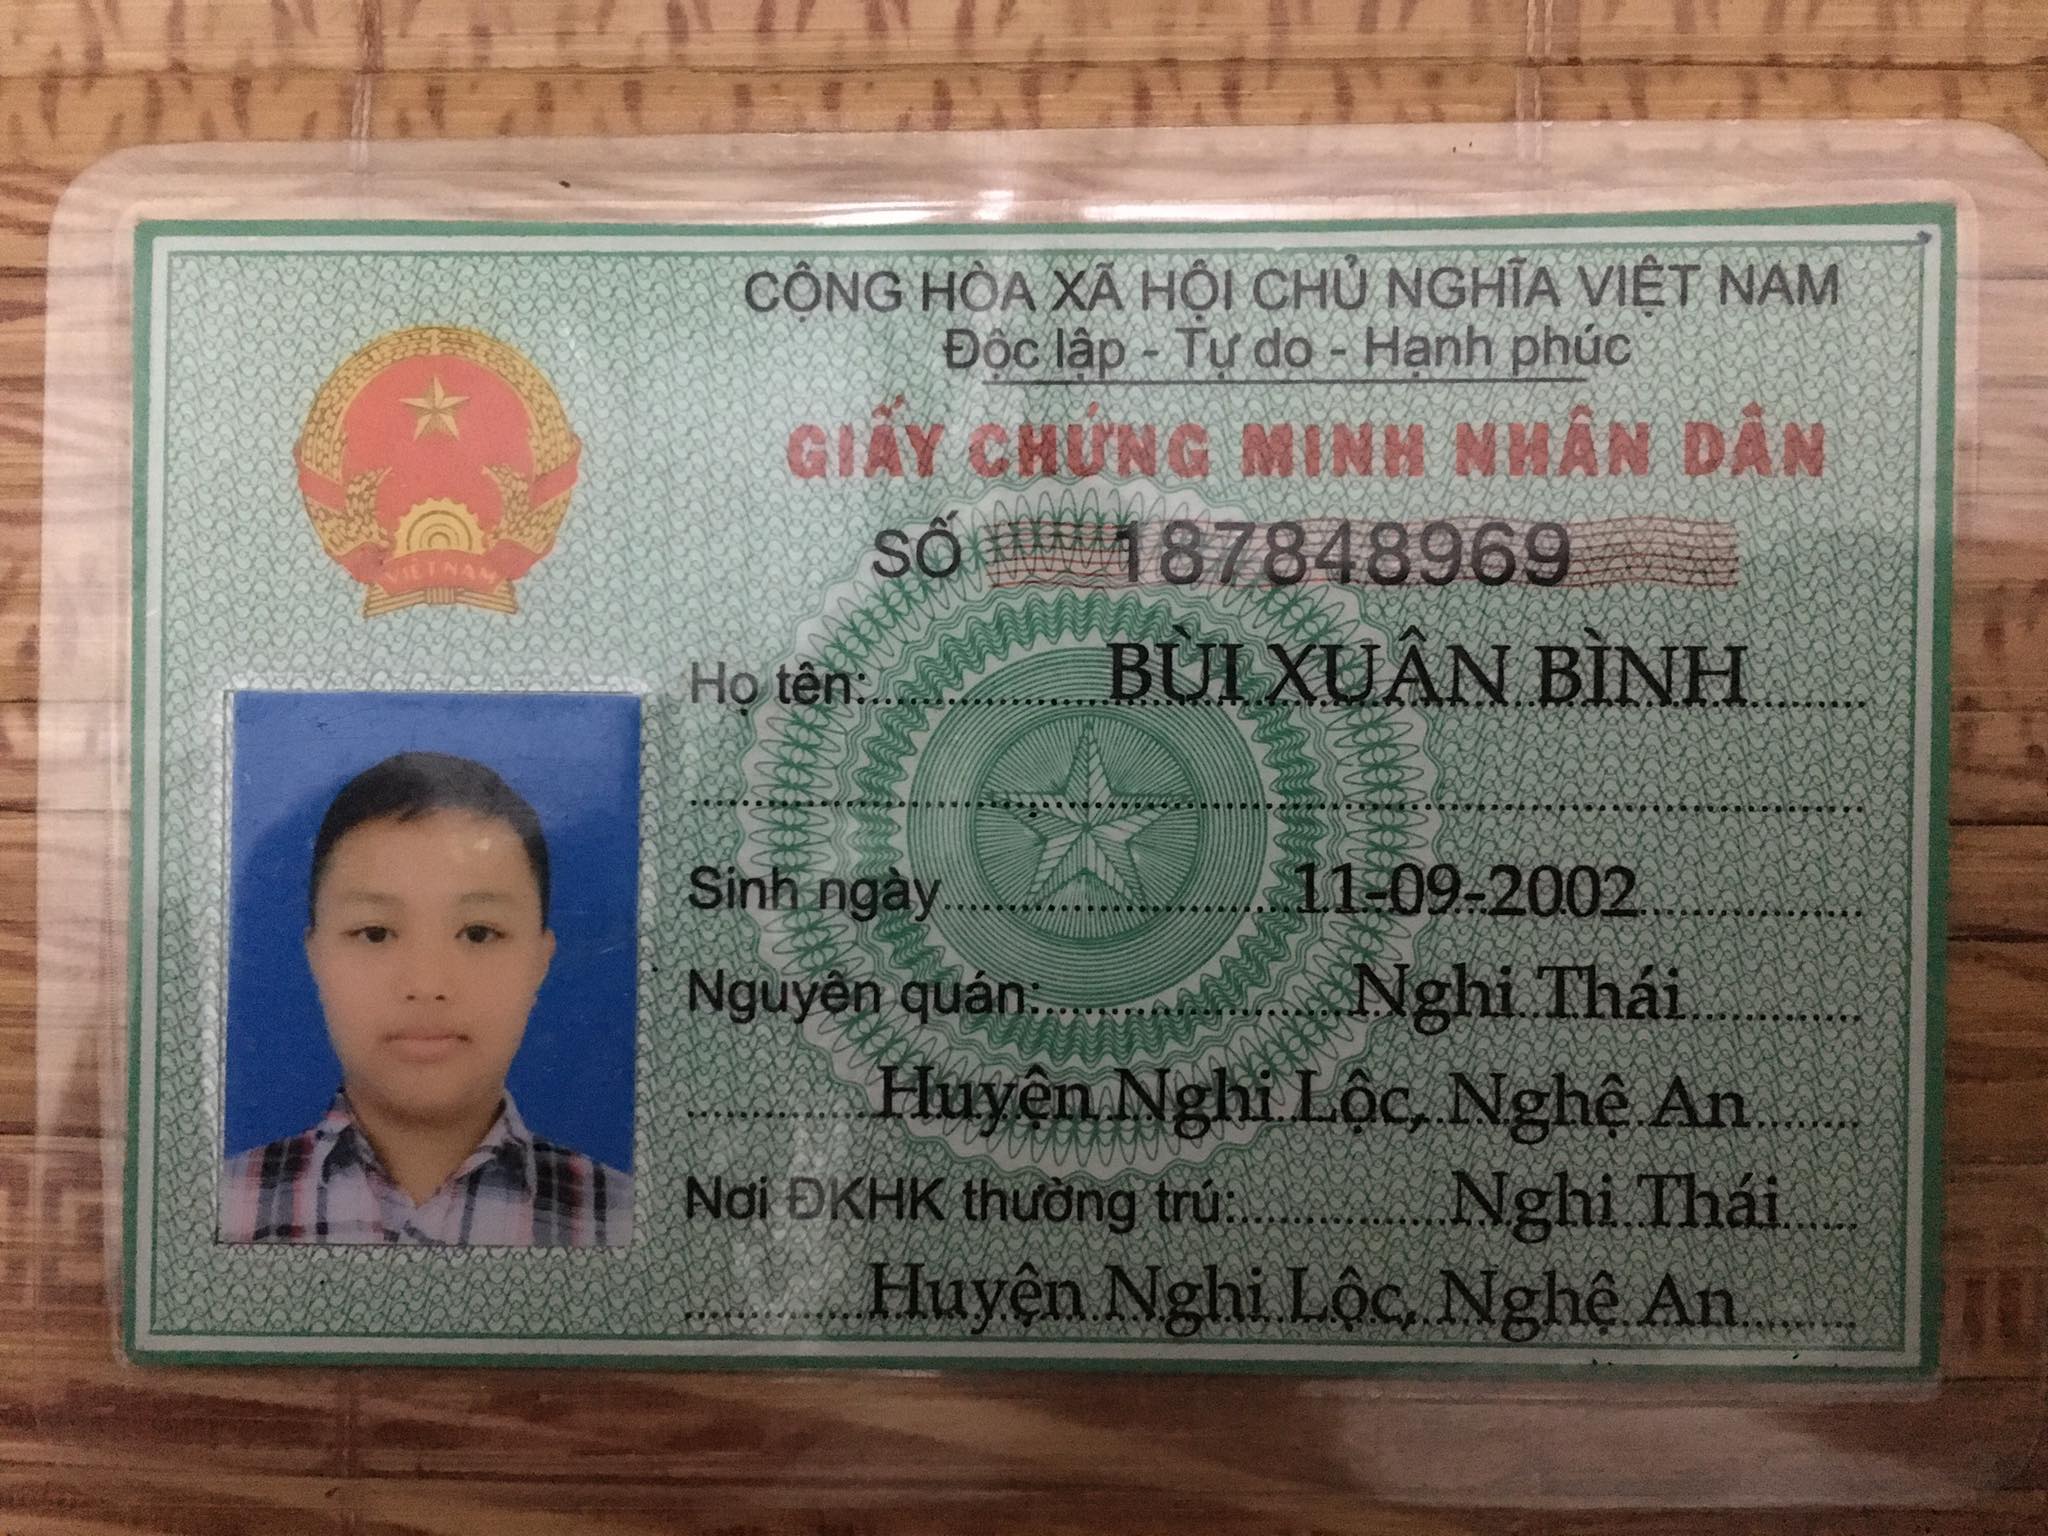 CỘNG HÒA XÃ HỘI CHỦ NGHĨA VIỆT NAM
Độc lập - Tự do - Hạnh phúc
GIẤY CHỨNG MINH NHÂN DÂN
SỐ 187848969
VIỆT NAM
Họ tên: BÙI XUÂN BÌNH
Sinh ngày 11-09-2002
Nguyên quán: Nghi Thái
Huyện Nghi Lộc, Nghệ An
Nơi ĐKHK thường trú: Nghi Thái
Huyện Nghi Lộc, Nghệ An